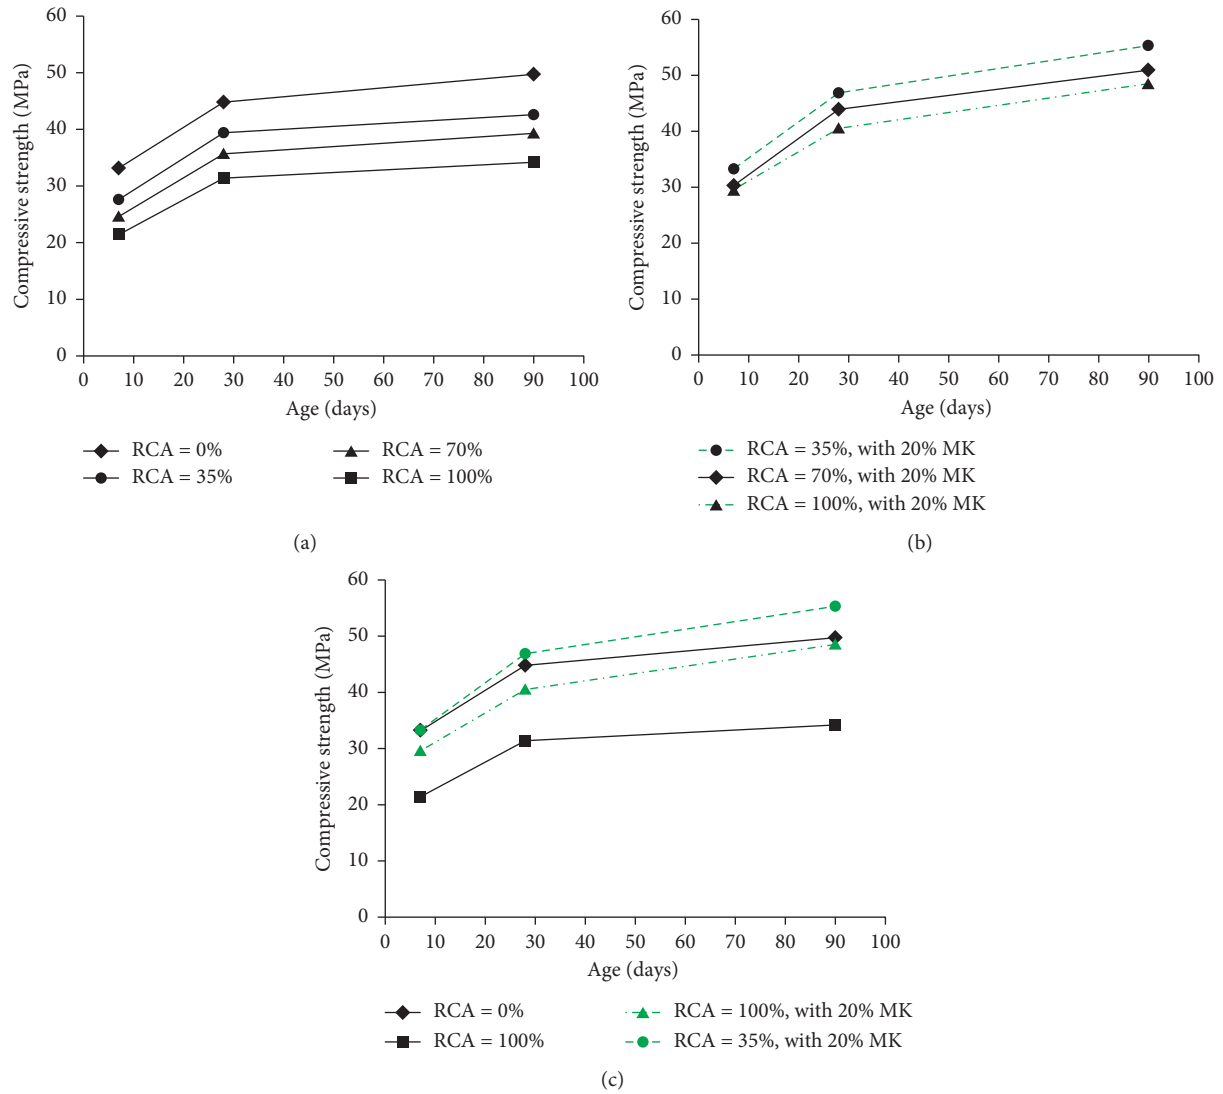 60
50
40
30
20
10
0
Compressive strength (MPa)
0 10 20 30 40 50 60 70 80 90 100
Age (days)
RCA = 0%
RCA = 35%
RCA = 70%
RCA = 100%
(a)
60
50
40
30
20
10
0
Compressive strength (MPa)
0 10 20 30 40 50 60 70 80 90 100
Age (days)
RCA = 35%, with 20% MK
RCA = 70%, with 20% MK
RCA = 100%, with 20% MK
(b)
60
50
40
30
20
10
0
Compressive strength (MPa)
0 10 20 30 40 50 60 70 80 90 100
Age (days)
RCA = 0%
RCA = 100%
RCA = 100%, with 20% MK
RCA = 35%, with 20% MK
(c)